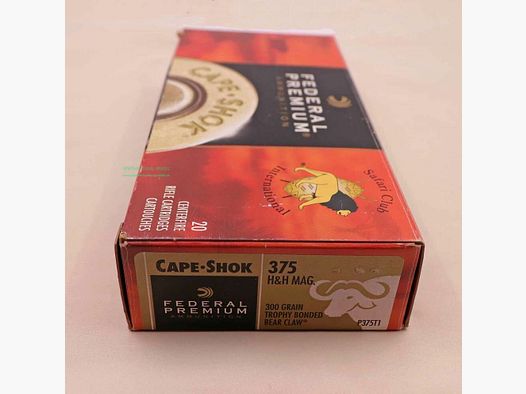 CAPE•SHOK
FEDERAL
PREMIUM®
AMMUNITION
Safari Club
International
20
CENTERFIRE
RIFLE CARTRIDGES
CARTOUCHES
CAPE•SHOK
FEDERAL
PREMIUM
AMMUNITION
375
H&H MAG.
300 GRAIN
TROPHY BONDED
BEAR CLAW®
P375T1